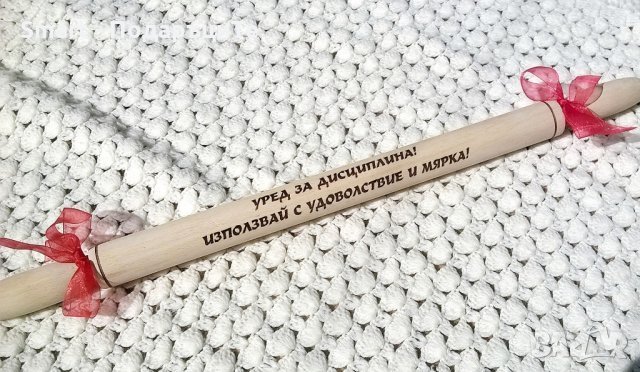 УРЕД ЗА ДИСЦИПЛИНА!
ИЗПОЛЗВАЙ С УДОВОЛСТВИЕ И МЯРКА!